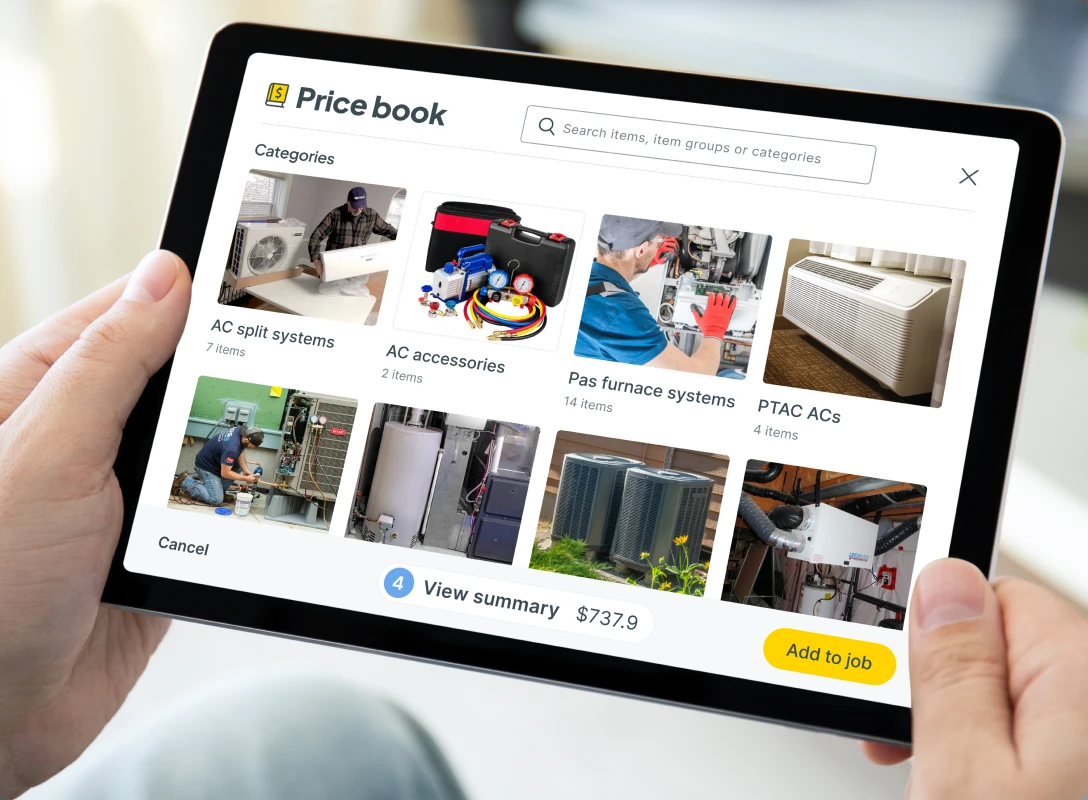 Price book
Search items, item groups or categories
Categories
AC split systems
7 items
AC accessories
2 items
Pas furnace systems
14 items
PTAC ACs
4 items
Cancel
4 View summary $737.9
Add to job